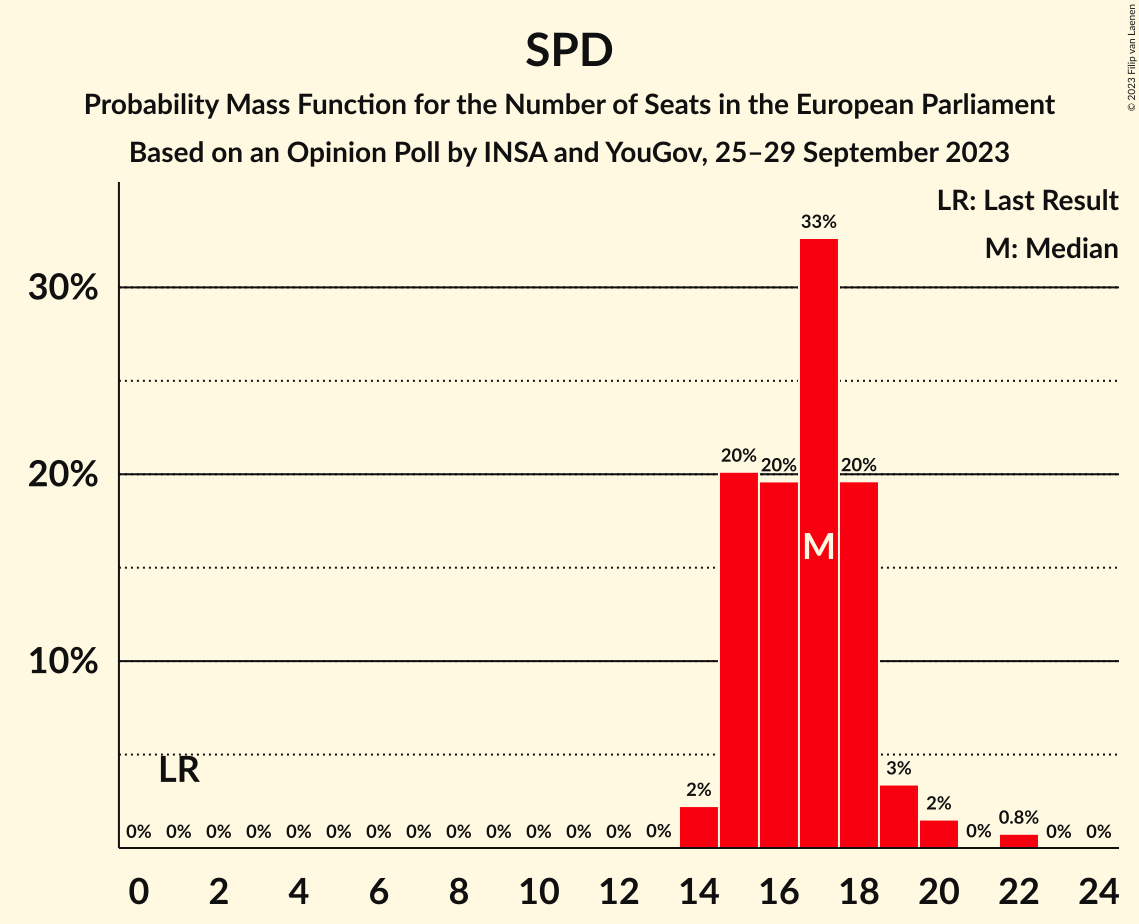 SPD
Probability Mass Function for the Number of Seats in the European Parliament
Based on an Opinion Poll by INSA and YouGov, 25–29 September 2023
© 2023 Filip van Laenen
LR: Last Result
M: Median
33%
30%
20% 20% 20%
20%
M
10%
LR
3%
2% 2%
0.8%
0% 0% 0% 0% 0% 0% 0% 0% 0% 0% 0% 0% 0% 0% 0% 0% 0%
0 2 4 6 8 10 12 14 16 18 20 22 24